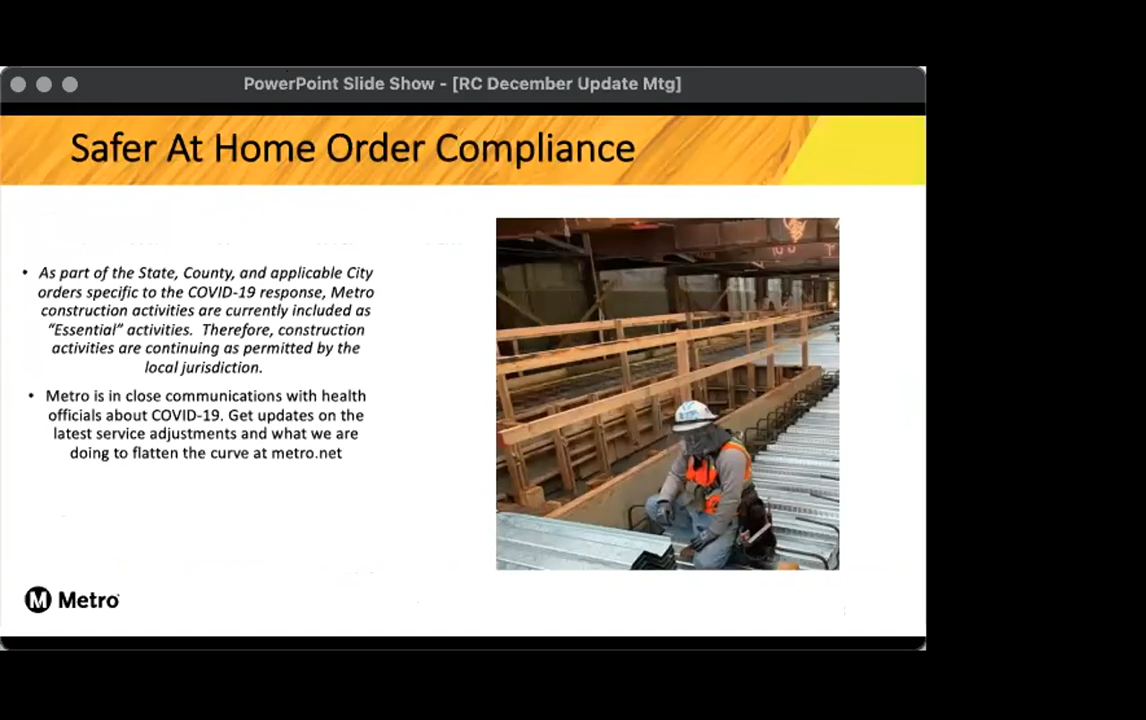 PowerPoint Slide Show - [RC December Update Mtg]
Safer At Home Order Compliance
• As part of the State, County, and applicable City
orders specific to the COVID-19 response, Metro
construction activities are currently included as
“Essential” activities. Therefore, construction
activities are continuing as permitted by the
local jurisdiction.
• Metro is in close communications with health
officials about COVID-19. Get updates on the
latest service adjustments and what we are
doing to flatten the curve at metro.net
M Metro